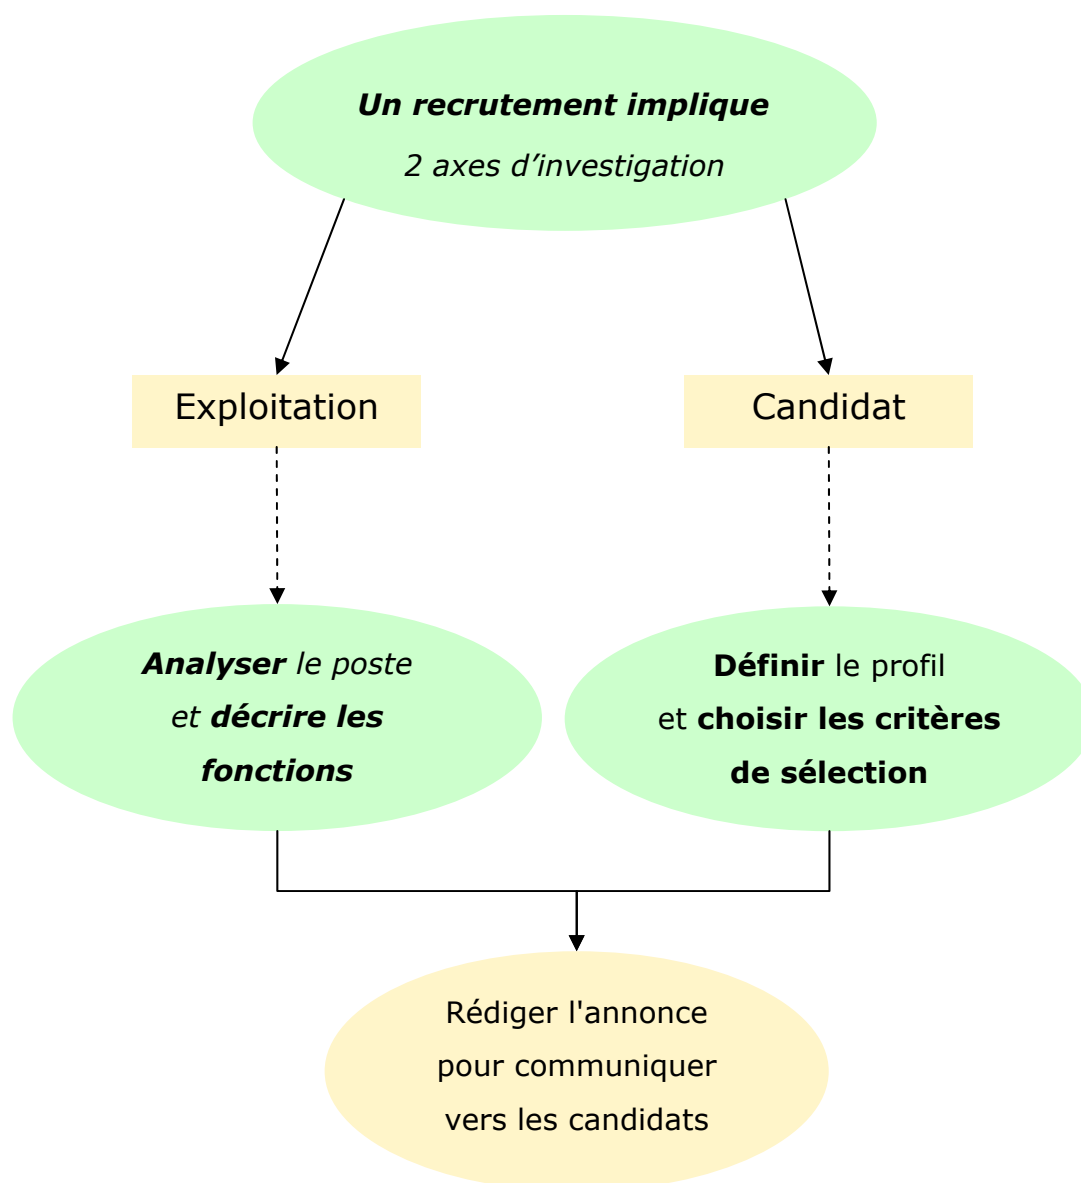 Un recrutement implique
2 axes d’investigation
Exploitation
Candidat
Analyser le poste
et décrire les
fonctions
Définir le profil
et choisir les critères
de sélection
Rédiger l'annonce
pour communiquer
vers les candidats